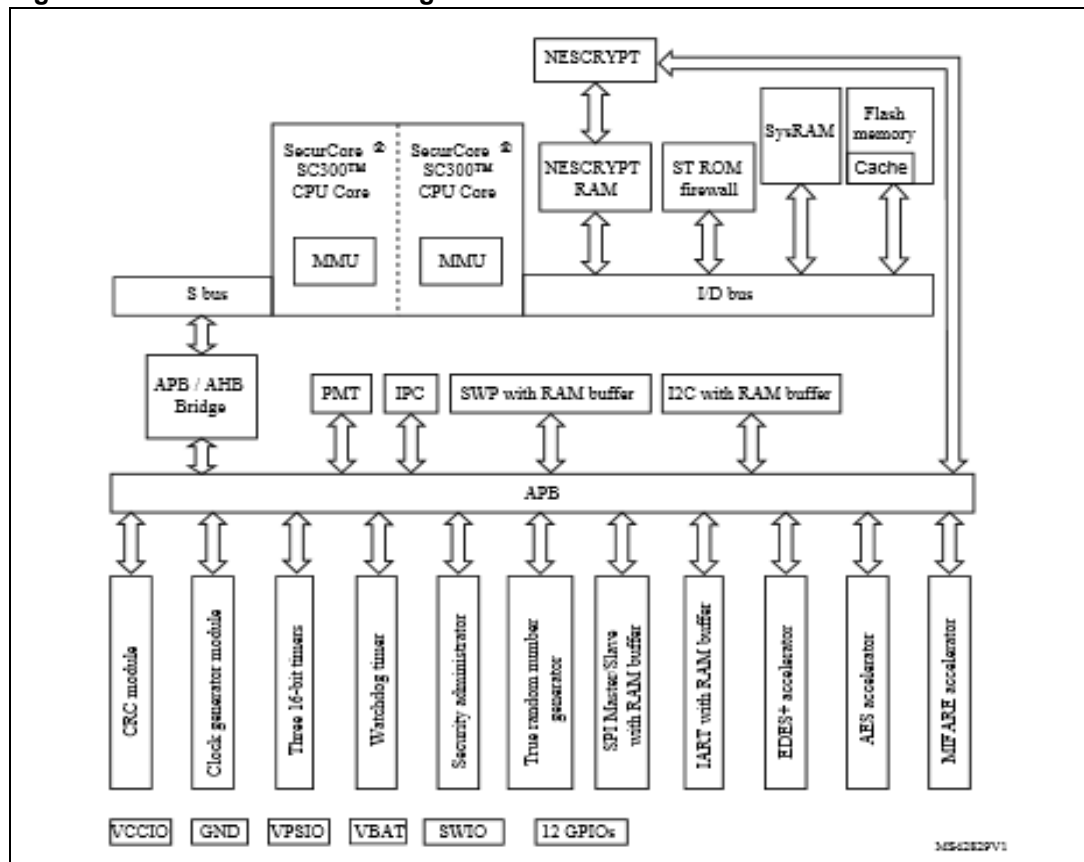 NESCRYPT
SecurCore ®
SC300™
CPU Core
MMU
SecurCore ®
SC300™
CPU Core
MMU
NESCRYPT
RAM
ST ROM
firewall
SysRAM
Flash
memory
Cache
S bus
I/D bus
APB / AHB
Bridge
PMT
IPC
SWP with RAM buffer
I2C with RAM buffer
APB
CRC module
Clock generator module
Three 16-bit timers
Watchdog timer
Security administrator
True random number
generator
SPI Master/Slave
with RAM buffer
IART with RAM buffer
EDES+ accelerator
AES accelerator
MIFARE accelerator
VCCIO
GND
VPSIO
VBAT
SWIO
12 GPIOs
MS42829V1